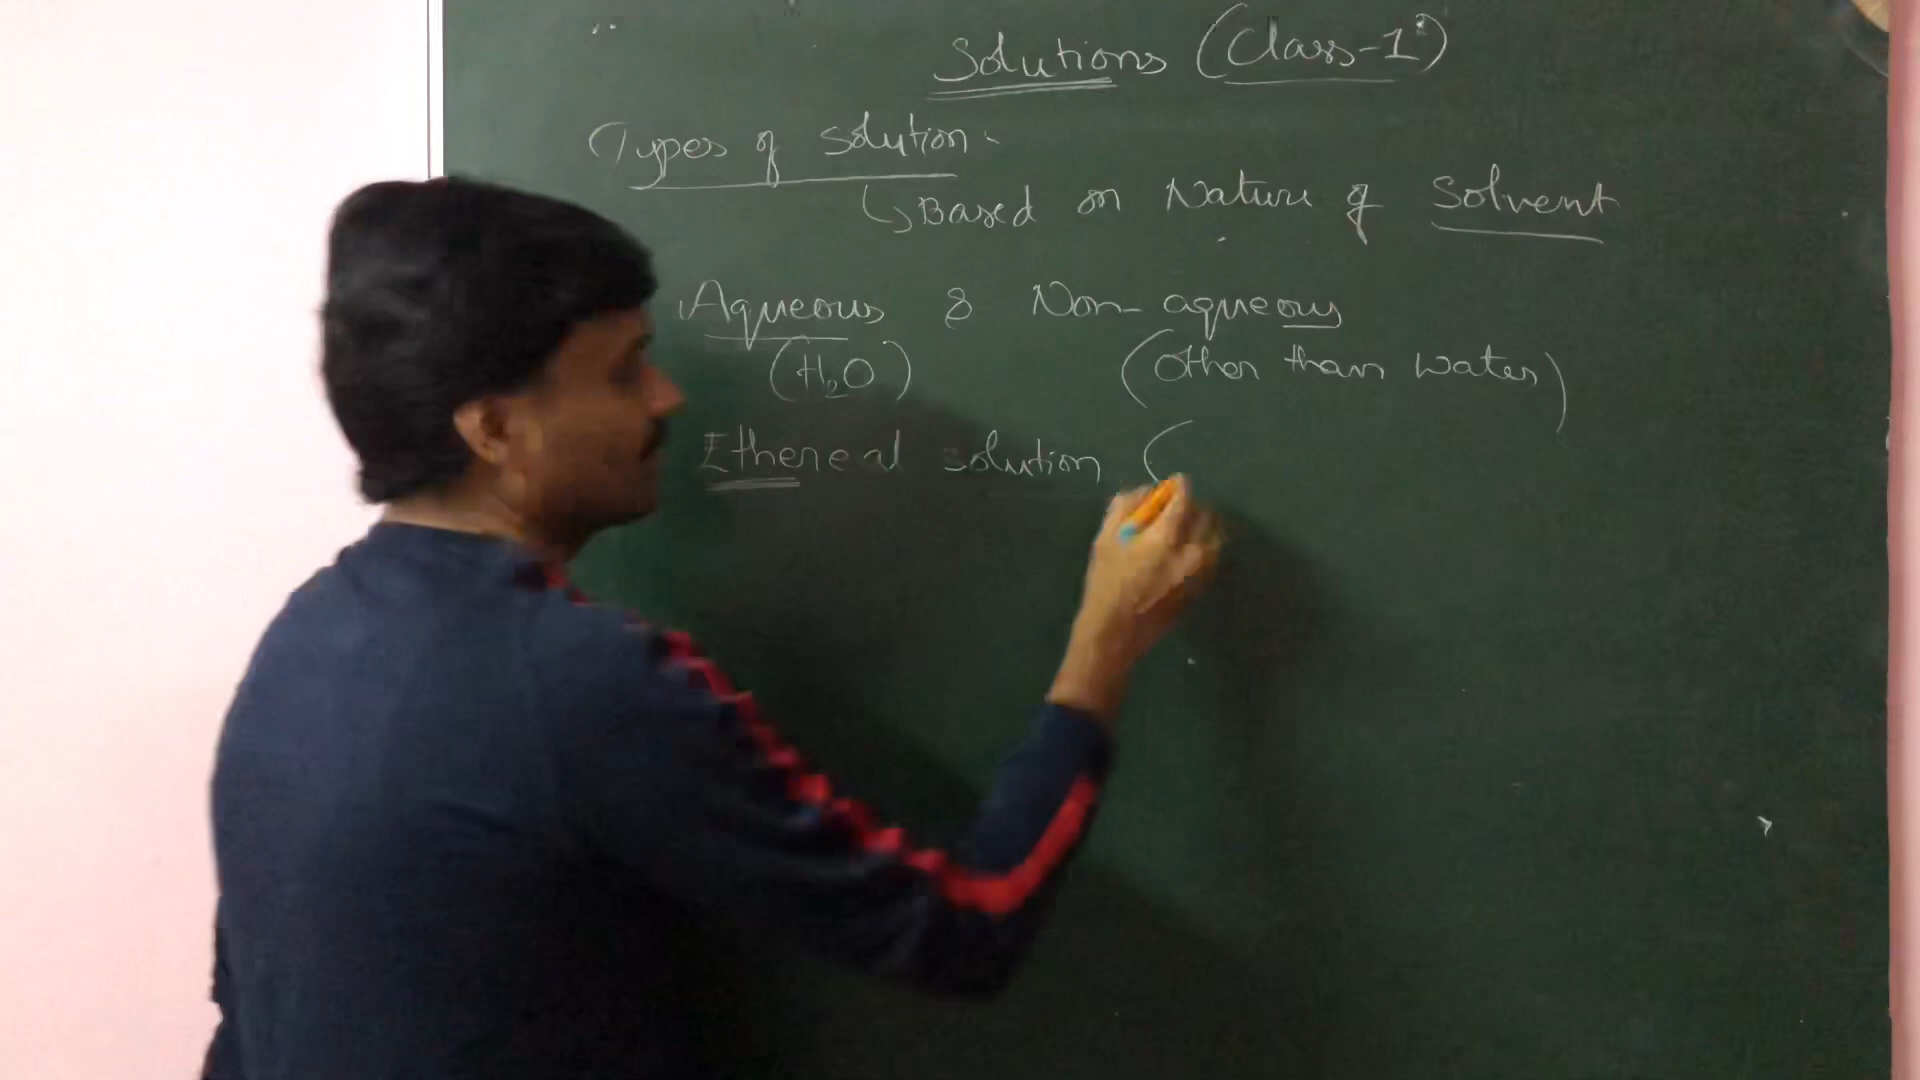 Solutions (Class-1)
Types of solution -
↳ Based on Nature of Solvent
Aqueous & Non-aqueous
(H₂O) (Other than water)
Ethereal solution (